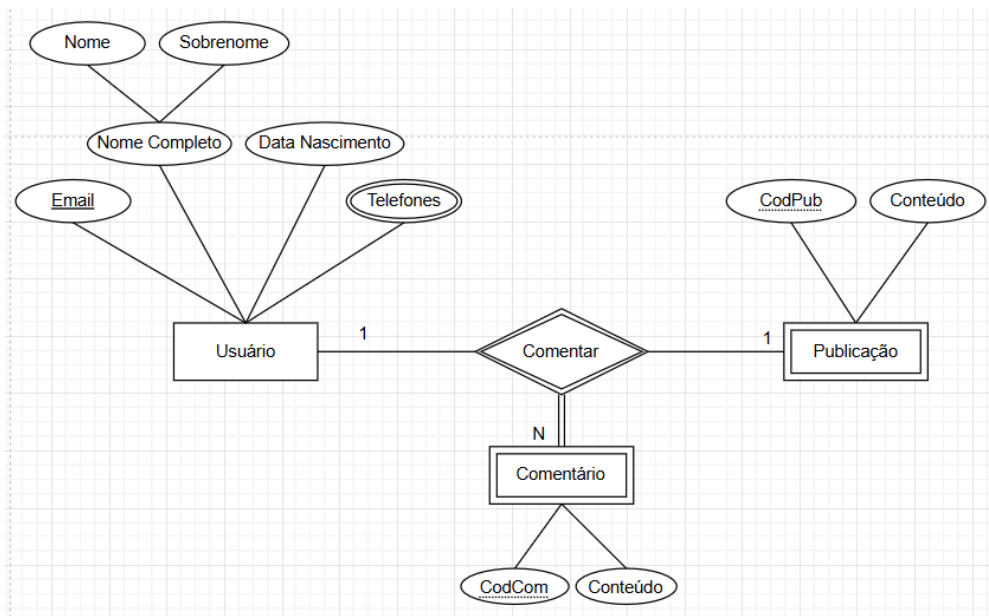 Nome
Sobrenome
Nome Completo
Data Nascimento
Email
Telefones
CodPub
Conteúdo
Usuário
1
Comentar
1
Publicação
N
Comentário
CodCom
Conteúdo